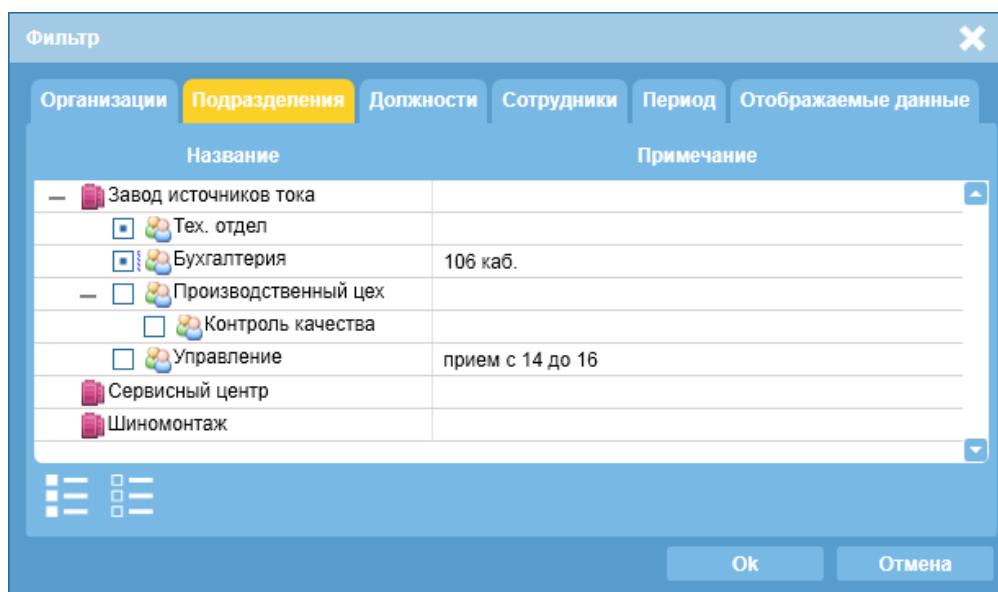 Фильтр
Организации Подразделения Должности Сотрудники Период Отображаемые данные
Название Примечание
Завод источников тока
Тех. отдел
Бухгалтерия 106 каб.
Производственный цех
Контроль качества
Управление прием с 14 до 16
Сервисный центр
Шиномонтаж
Ok Отмена